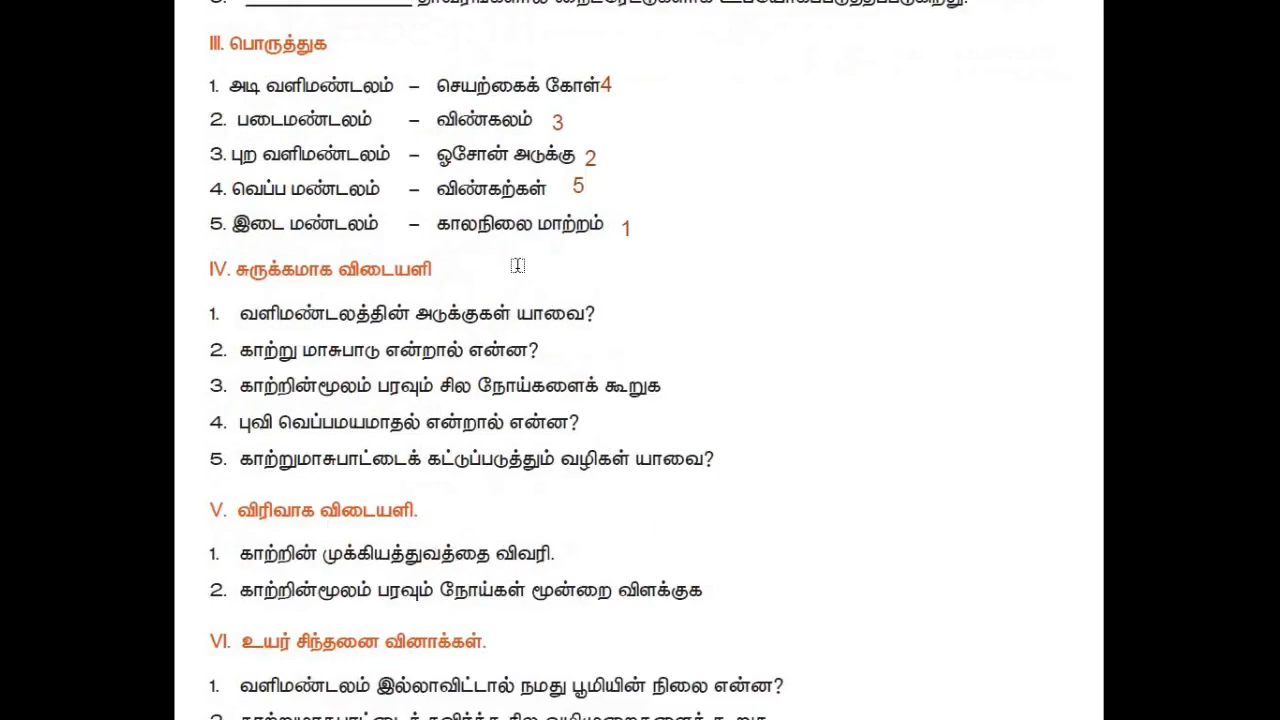 III. பொருத்துக
1. அடி வளிமண்டலம் – செயற்கைக் கோள் 4
2. படைமண்டலம் – விண்கலம் 3
3. புற வளிமண்டலம் – ஓசோன் அடுக்கு 2
4. வெப்ப மண்டலம் – விண்கற்கள் 5
5. இடை மண்டலம் – காலநிலை மாற்றம் 1
IV. சுருக்கமாக விடையளி
1. வளிமண்டலத்தின் அடுக்குகள் யாவை?
2. காற்று மாசுபாடு என்றால் என்ன?
3. காற்றின்மூலம் பரவும் சில நோய்களைக் கூறுக
4. புவி வெப்பமயமாதல் என்றால் என்ன?
5. காற்றுமாசுபாட்டைக் கட்டுப்படுத்தும் வழிகள் யாவை?
V. விரிவாக விடையளி.
1. காற்றின் முக்கியத்துவத்தை விவரி.
2. காற்றின்மூலம் பரவும் நோய்கள் மூன்றை விளக்குக
VI. உயர் சிந்தனை வினாக்கள்.
1. வளிமண்டலம் இல்லாவிட்டால் நமது பூமியின் நிலை என்ன?